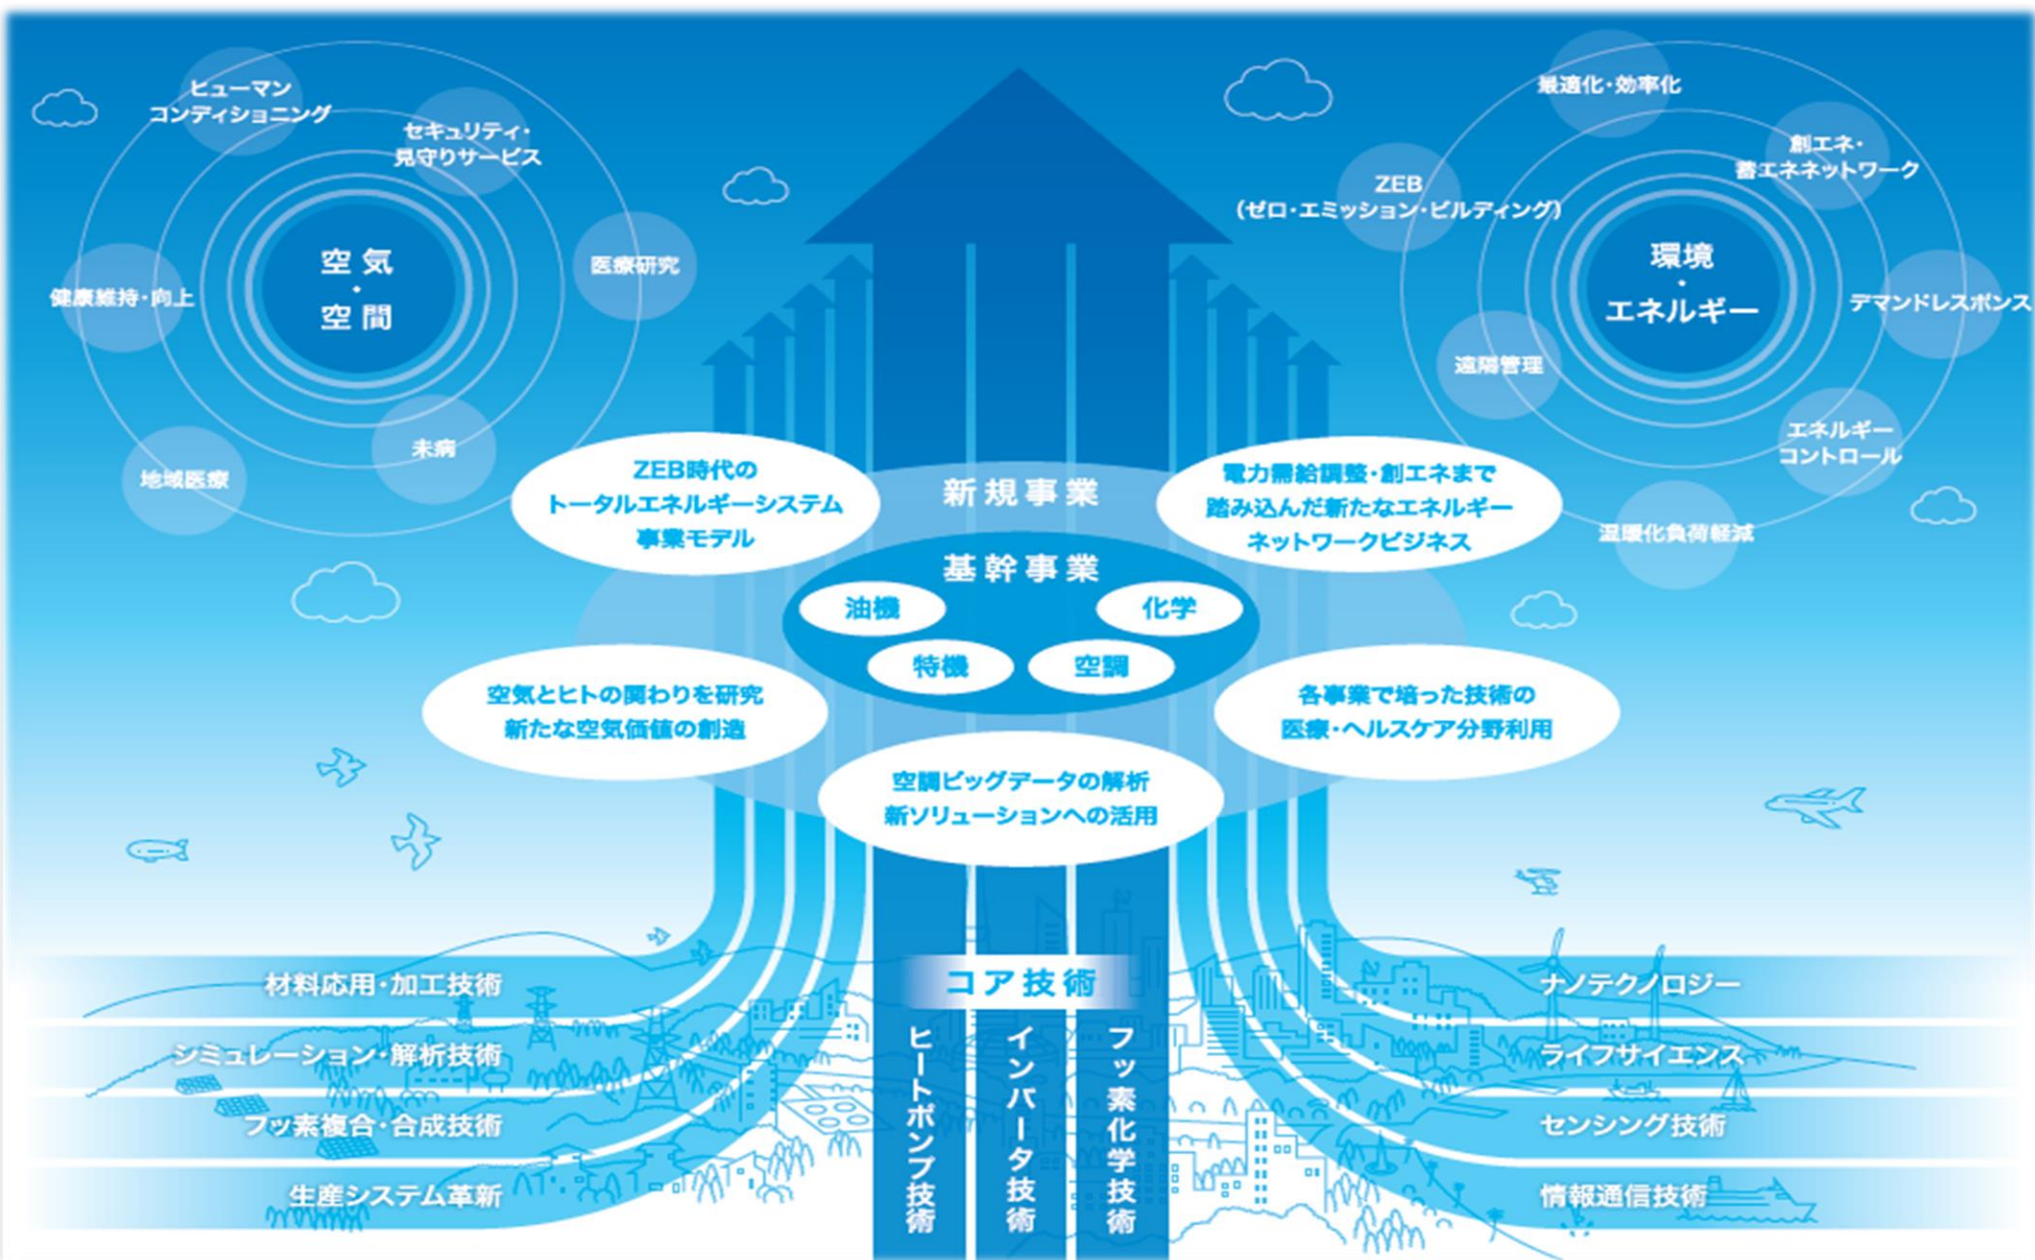 ヒューマン
コンディショニング
セキュリティ・
見守りサービス
医療研究
健康維持・向上
空気
・
空間
地域医療
未病
最適化・効率化
創エネ・
蓄エネネットワーク
ZEB
（ゼロ・エミッション・ビルディング）
環境
・
エネルギー
デマンドレスポンス
遠隔管理
エネルギー
コントロール
温暖化負荷軽減
ZEB時代の
トータルエネルギーシステム
事業モデル
新規事業
電力需給調整・創エネまで
踏み込んだ新たなエネルギー
ネットワークビジネス
基幹事業
油機
化学
特機
空調
空気とヒトの関わりを研究
新たな空気価値の創造
各事業で培った技術の
医療・ヘルスケア分野利用
空調ビッグデータの解析
新ソリューションへの活用
コア技術
ヒートポンプ技術
インバータ技術
フッ素化学技術
材料応用・加工技術
シミュレーション・解析技術
フッ素複合・合成技術
生産システム革新
ナノテクノロジー
ライフサイエンス
センシング技術
情報通信技術